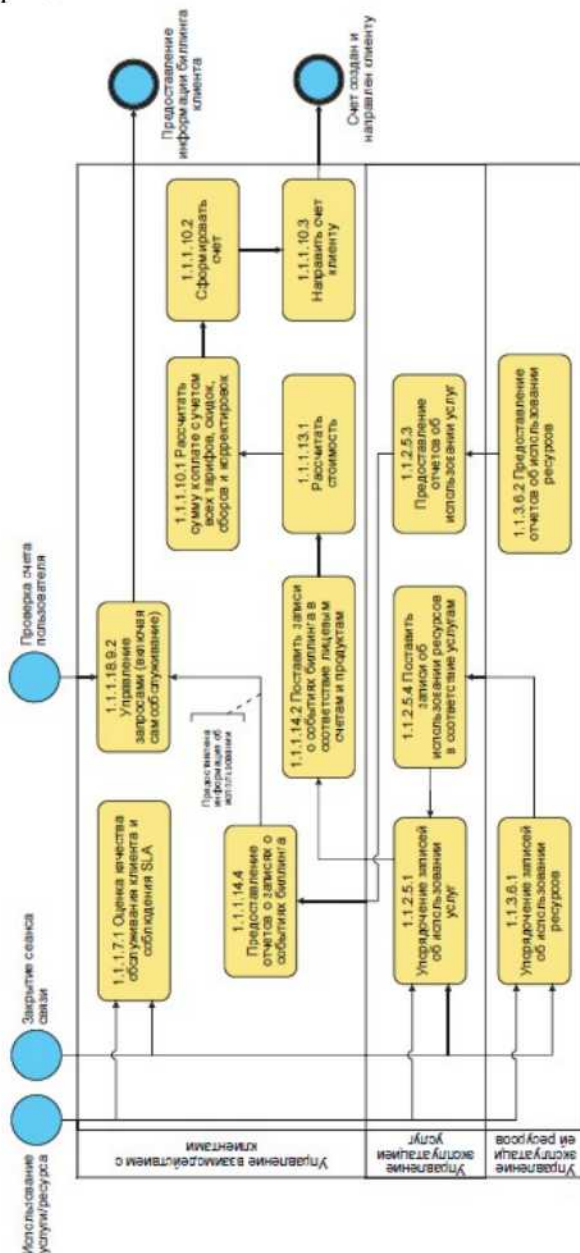 Использование
услуги/ресурса
Закрытие сеанса
связи
Проверка счета
пользователя
Предоставление
информации биллинга
клиента
Счет создан и
направлен клиенту
Управление взаимодействием с
клиентами
1.1.1.7.1 Оценка качества
обслуживания клиента и
соблюдения SLA
1.1.1.18.9.2
Управление
запросами (включая
самообслуживание)
Предоставлена
информация об
использовании
1.1.1.14.4
Предоставление
отчетов о записях о
событиях биллинга
1.1.1.14.2 Поставить записи
о событиях биллинга в
соответствие лицевым
счетам и продуктам
1.1.1.10.1 Рассчитать
сумму к оплате с учетом
всех тарифов, скидок,
сборов и корректировок
1.1.1.13.1
Рассчитать
стоимость
1.1.1.10.2
Сформировать
счет
1.1.1.10.3
Направить счет
клиенту
Управление
эксплуатацией
услуг
1.1.2.5.1
Упорядочение записей
об использовании
услуг
1.1.2.5.4 Поставить
записи об
использовании ресурсов
в соответствие услугам
1.1.2.5.3
Предоставление
отчетов об
использовании услуг
Управление
эксплуатаци
ей ресурсов
1.1.3.6.1
Упорядочение записей
об использовании
ресурсов
1.1.3.6.2 Предоставление
отчетов об использовании
ресурсов